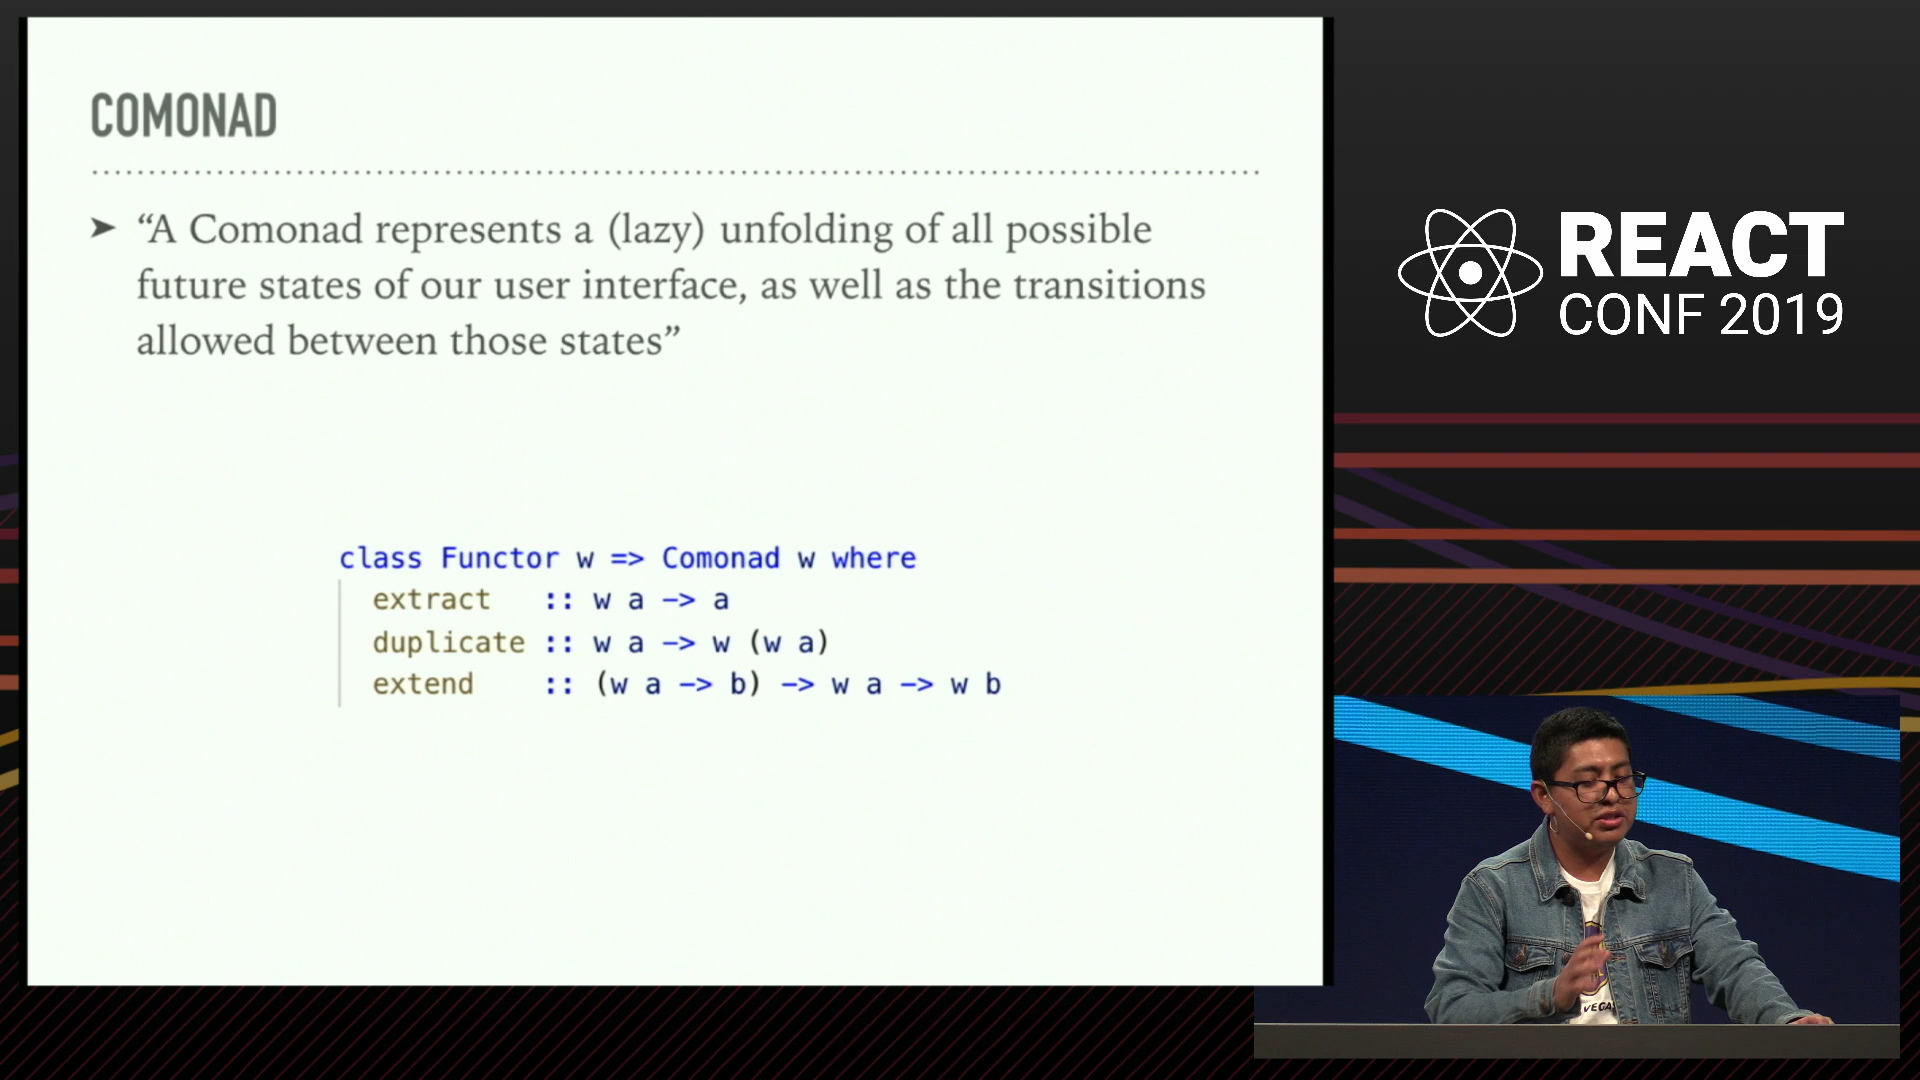 COMONAD
➤ “A Comonad represents a (lazy) unfolding of all possible
future states of our user interface, as well as the transitions
allowed between those states”
class Functor w => Comonad w where
extract :: w a -> a
duplicate :: w a -> w (w a)
extend :: (w a -> b) -> w a -> w b
REACT
CONF 2019
VEGAS